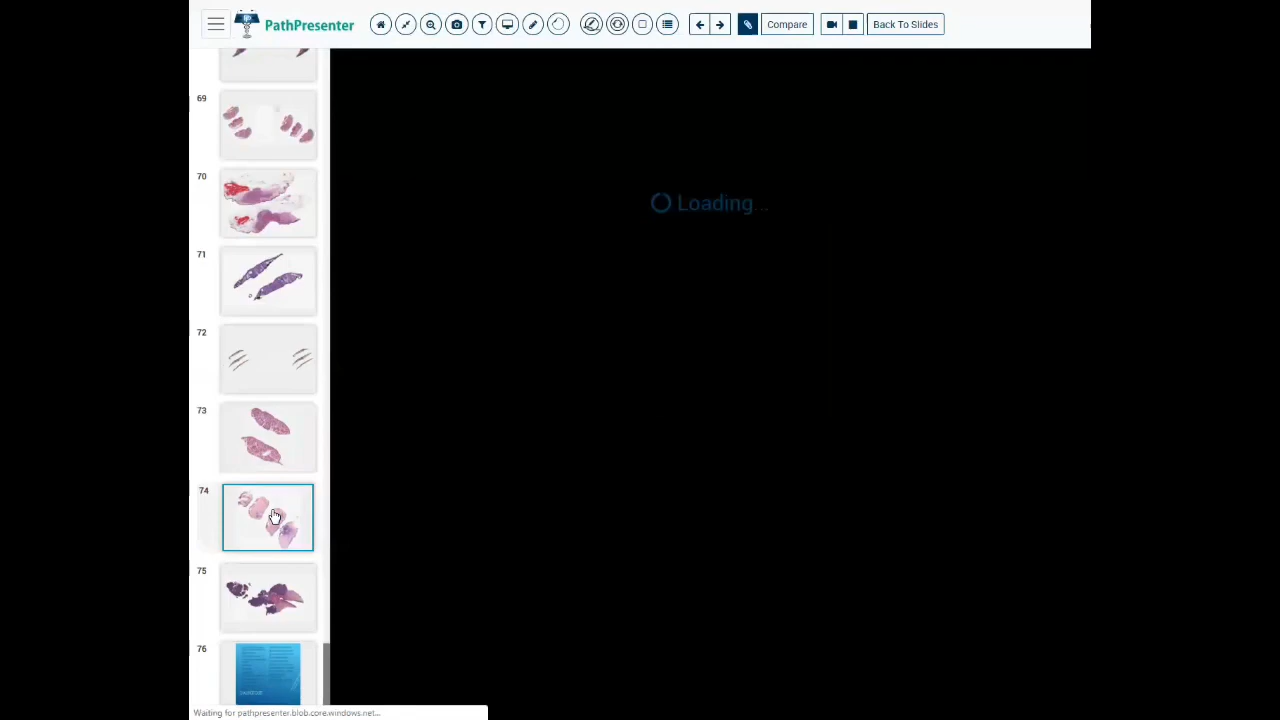 PathPresenter
Compare
Back To Slides
69
70
71
72
73
74
75
76
Loading...
Waiting for pathpresenter.blob.core.windows.net...